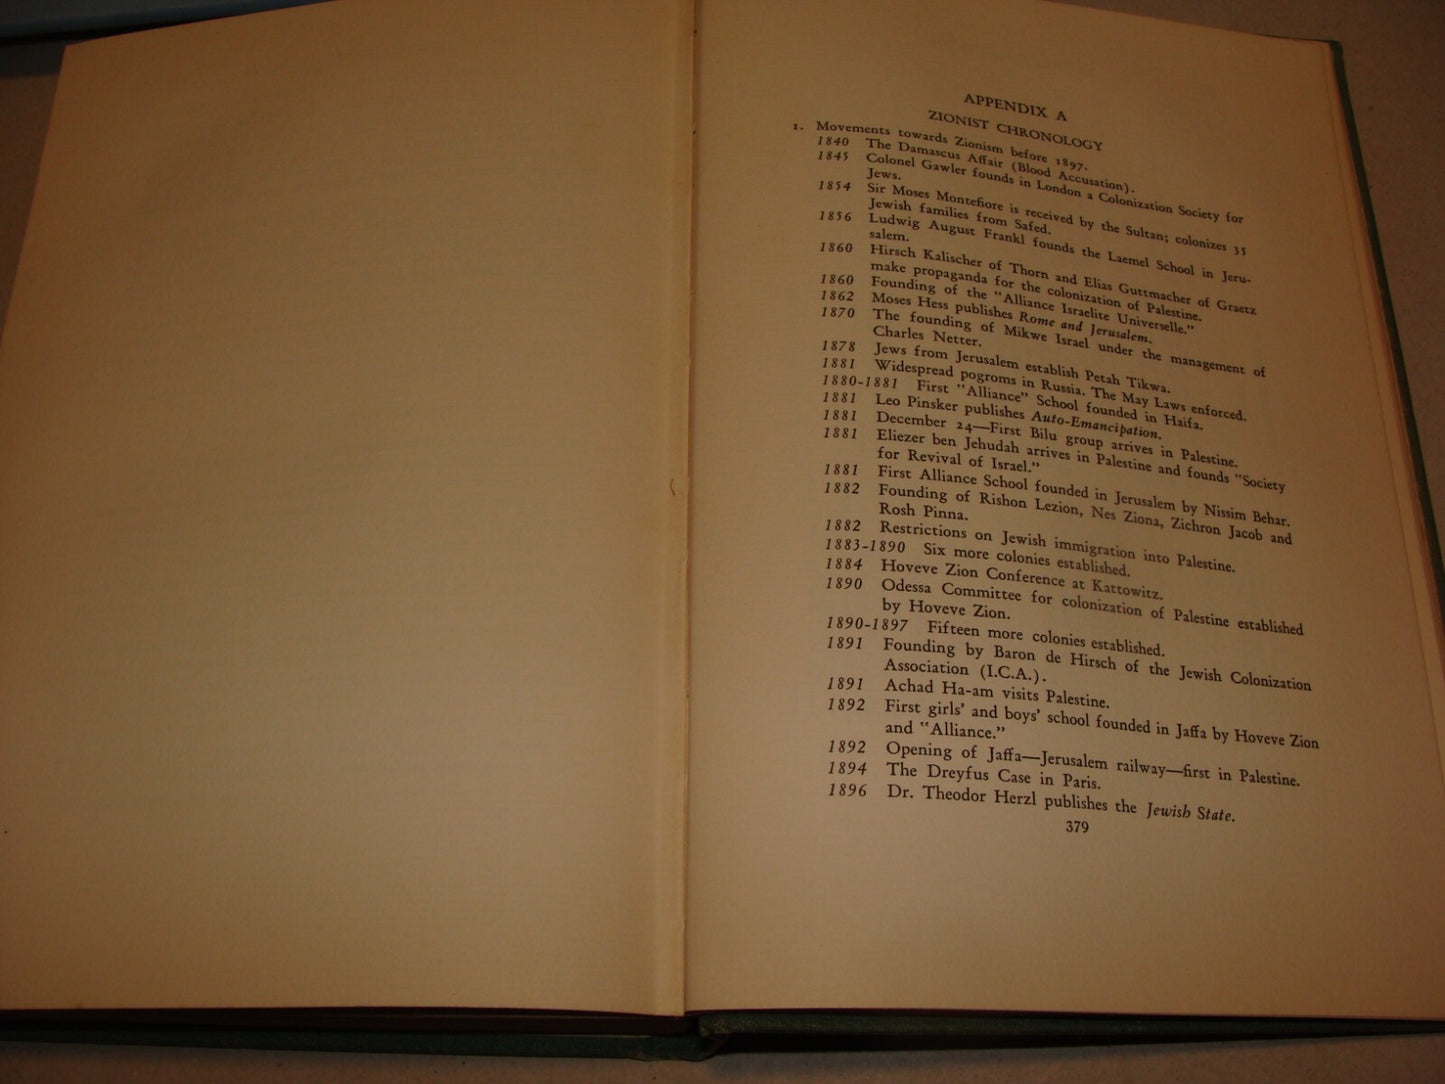 APPENDIX A
ZIONIST CHRONOLOGY
1. Movements towards Zionism before 1897.
1840 The Damascus Affair (Blood Accusation).
1845 Colonel Gawler founds in London a Colonization Society for
Jews.
1854 Sir Moses Montefiore is received by the Sultan; colonizes 35
Jewish families from Safed.
1856 Ludwig August Frankl founds the Laemel School in Jeru-
salem.
1860 Hirsch Kalischer of Thorn and Elias Guttmacher of Graetz
make propaganda for the colonization of Palestine.
1860 Founding of the "Alliance Israelite Universelle."
1862 Moses Hess publishes Rome and Jerusalem.
1870 The founding of Mikwe Israel under the management of
Charles Netter.
1878 Jews from Jerusalem establish Petah Tikwa.
1881 Widespread pogroms in Russia. The May Laws enforced.
1880-1881 First "Alliance" School founded in Haifa.
1881 Leo Pinsker publishes Auto-Emancipation.
1881 December 24—First Bilu group arrives in Palestine.
1881 Eliezer ben Jehudah arrives in Palestine and founds "Society
for Revival of Israel."
1881 First Alliance School founded in Jerusalem by Nissim Behar.
1882 Founding of Rishon Lezion, Nes Ziona, Zichron Jacob and
Rosh Pinna.
1882 Restrictions on Jewish immigration into Palestine.
1883-1890 Six more colonies established.
1884 Hoveve Zion Conference at Kattowitz.
1890 Odessa Committee for colonization of Palestine established
by Hoveve Zion.
1890-1897 Fifteen more colonies established.
1891 Founding by Baron de Hirsch of the Jewish Colonization
Association (I.C.A.).
1891 Achad Ha-am visits Palestine.
1892 First girls' and boys' school founded in Jaffa by Hoveve Zion
and "Alliance."
1892 Opening of Jaffa—Jerusalem railway—first in Palestine.
1894 The Dreyfus Case in Paris.
1896 Dr. Theodor Herzl publishes the Jewish State.
379